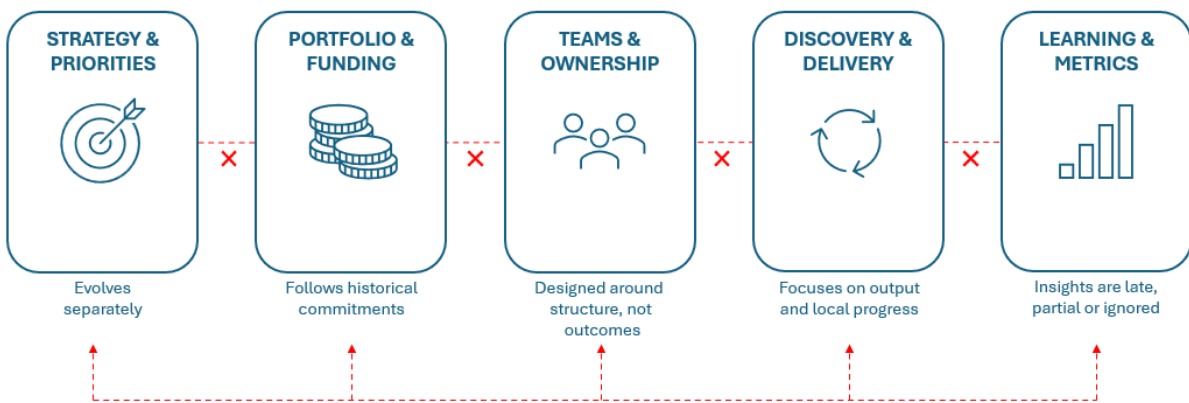 STRATEGY &
PRIORITIES
PORTFOLIO &
FUNDING
TEAMS &
OWNERSHIP
DISCOVERY &
DELIVERY
LEARNING &
METRICS
Evolves
separately
Follows historical
commitments
Designed around
structure, not
outcomes
Focuses on output
and local progress
Insights are late,
partial or ignored